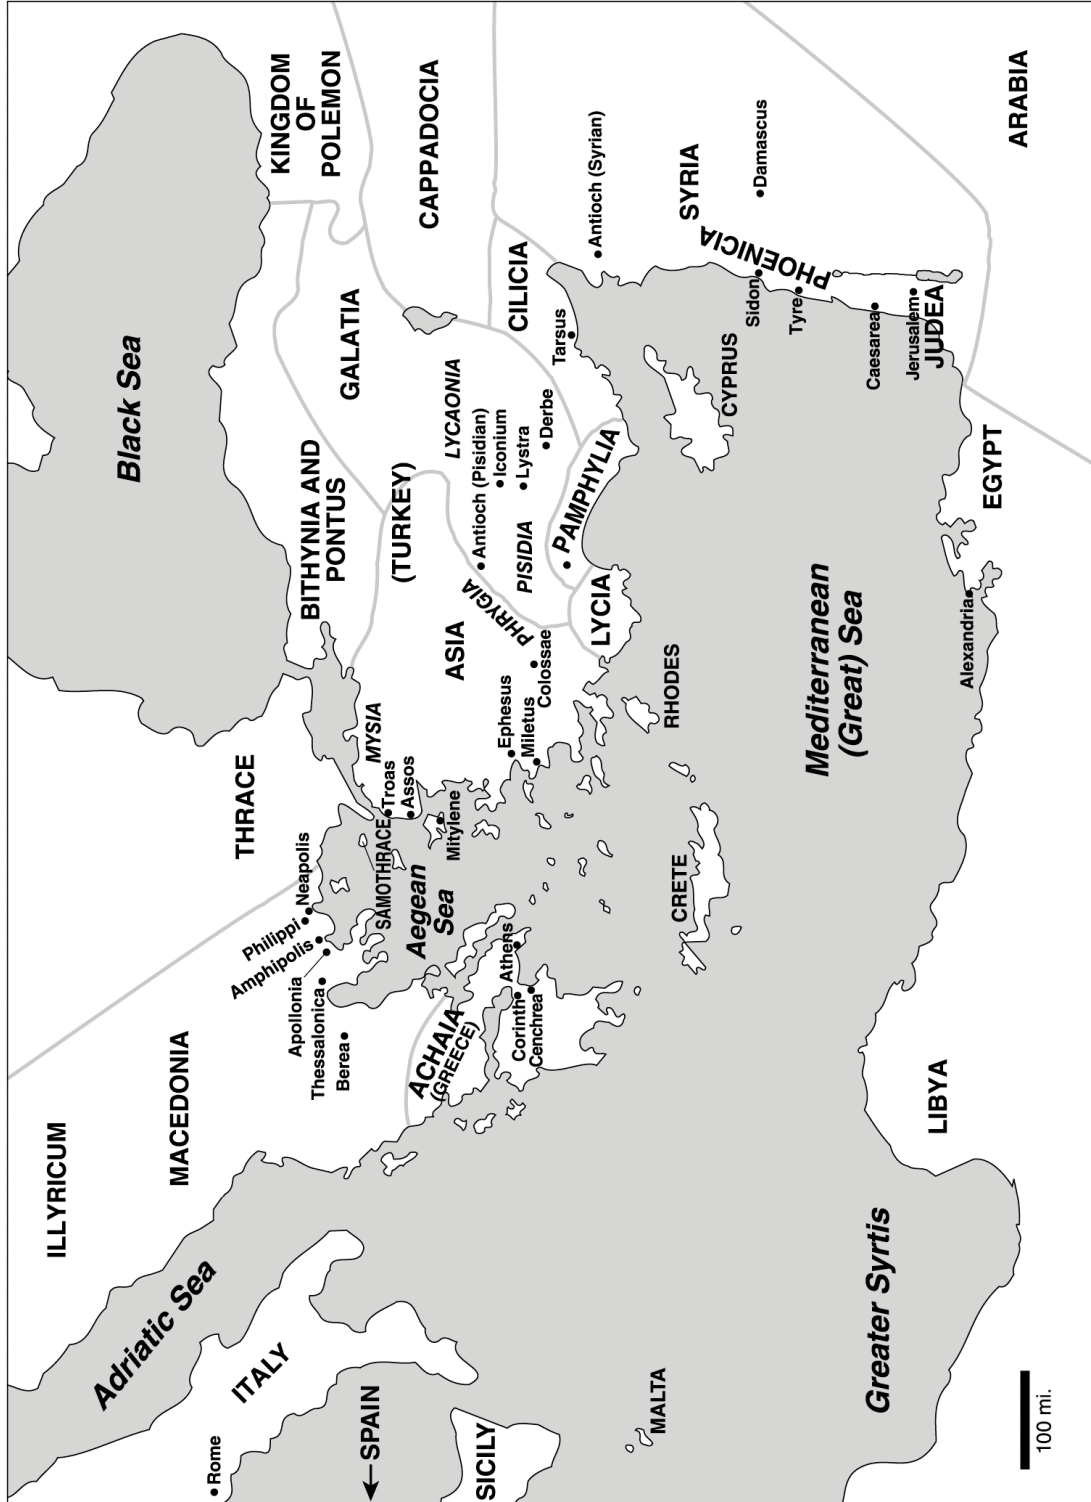 ILLYRICUM
MACEDONIA
THRACE
Black Sea
KINGDOM
OF
POLEMON
Adriatic Sea
Rome
ITALY
SPAIN
SICILY
MALTA
Philippi
Neapolis
Amphipolis
Apollonia
Thessalonica
Berea
SAMOTHRACE
Aegean
Sea
ACHAIA
(GREECE)
Athens
Corinth
Cenchrea
CRETE
RHODES
BITHYNIA AND
PONTUS
GALATIA
CAPPADOCIA
(TURKEY)
MYSIA
Troas
Assos
Mitylene
ASIA
Ephesus
Miletus
Colossae
PHRYGIA
LYCAONIA
Antioch (Pisidian)
Iconium
Lystra
Derbe
PISIDIA
PAMPHYLIA
LYCIA
CILICIA
Tarsus
Antioch (Syrian)
SYRIA
Damascus
PHOENICIA
Sidon
Tyre
CYPRUS
Caesarea
Jerusalem
JUDEA
ARABIA
EGYPT
Alexandria
Mediterranean
(Great) Sea
LIBYA
Greater Syrtis
100 mi.